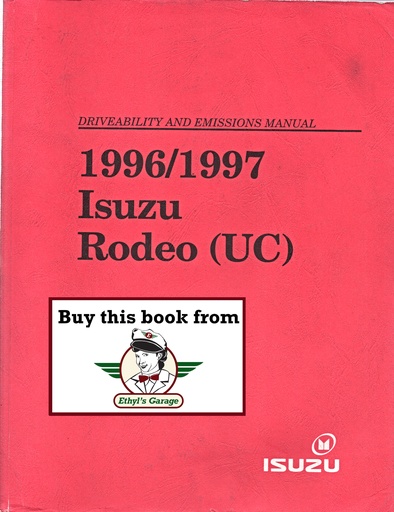 DRIVEABILITY AND EMISSIONS MANUAL
1996/1997
Isuzu
Rodeo (UC)
Buy this book from
Ethyl's Garage
ISUZU